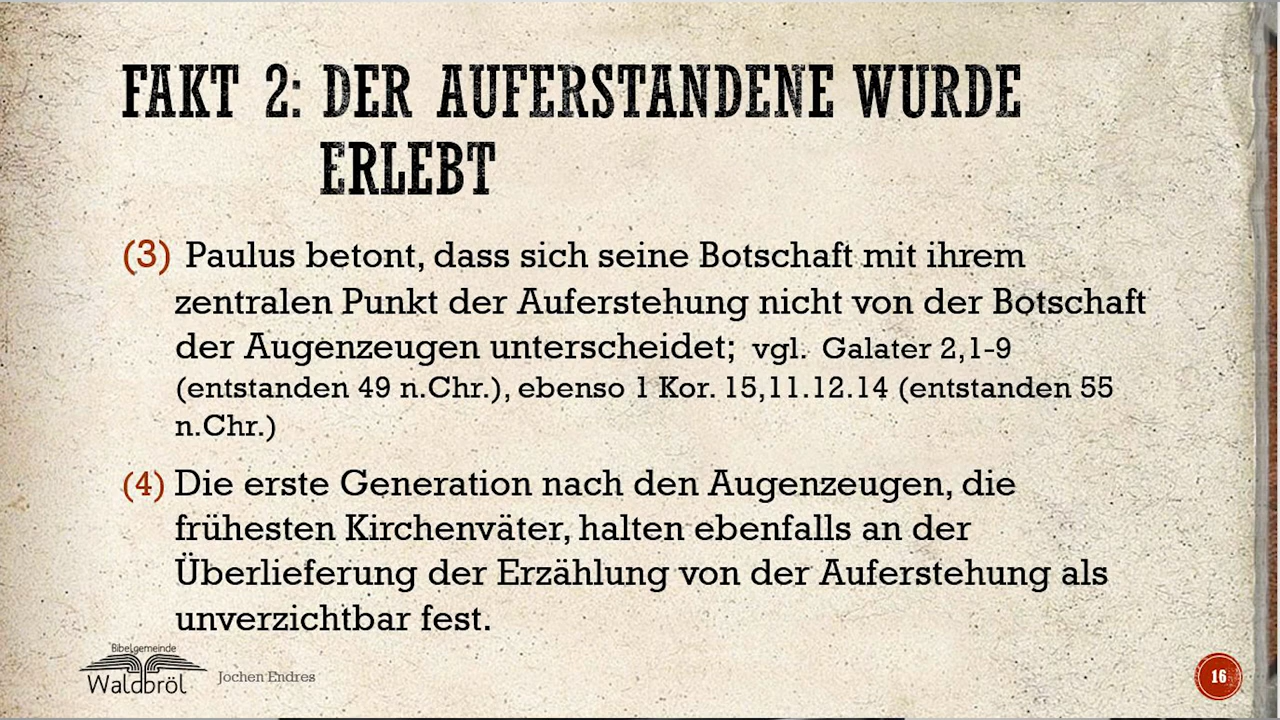 FAKT 2: DER AUFERSTANDENE WURDE
ERLEBT
(3) Paulus betont, dass sich seine Botschaft mit ihrem
zentralen Punkt der Auferstehung nicht von der Botschaft
der Augenzeugen unterscheidet; vgl. Galater 2,1-9
(entstanden 49 n.Chr.), ebenso 1 Kor. 15,11.12.14 (entstanden 55
n.Chr.)
(4) Die erste Generation nach den Augenzeugen, die
frühesten Kirchenväter, halten ebenfalls an der
Überlieferung der Erzählung von der Auferstehung als
unverzichtbar fest.
Bibelgemeinde
Waldbröl
Jochen Endres
16